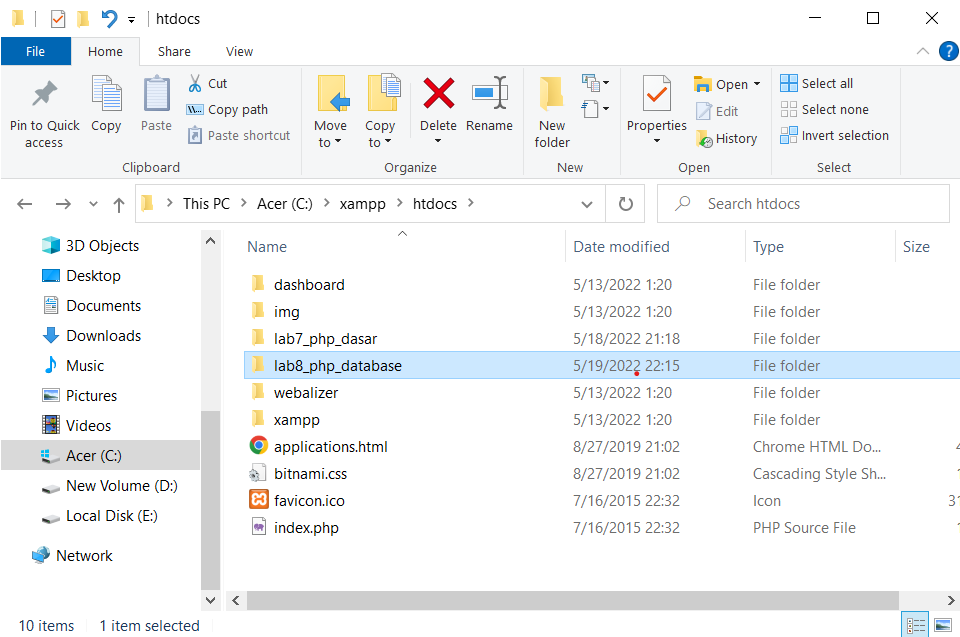 htdocs
File Home Share View
Pin to Quick access
Copy
Paste
Cut
Copy path
Paste shortcut
Clipboard
Move to
Copy to
Delete
Rename
Organize
New folder
New
Properties
Open
Edit
History
Open
Select all
Select none
Invert selection
Select
This PC > Acer (C:) > xampp > htdocs >
Search htdocs
3D Objects
Desktop
Documents
Downloads
Music
Pictures
Videos
Acer (C:)
New Volume (D:)
Local Disk (E:)
Network
Name Date modified Type Size
dashboard 5/13/2022 1:20 File folder
img 5/13/2022 1:20 File folder
lab7_php_dasar 5/18/2022 21:18 File folder
lab8_php_database 5/19/2022 22:15 File folder
webalizer 5/13/2022 1:20 File folder
xampp 5/13/2022 1:20 File folder
applications.html 8/27/2019 21:02 Chrome HTML Do...
bitnami.css 8/27/2019 21:02 Cascading Style Sh...
favicon.ico 7/16/2015 22:32 Icon 31
index.php 7/16/2015 22:32 PHP Source File
10 items 1 item selected